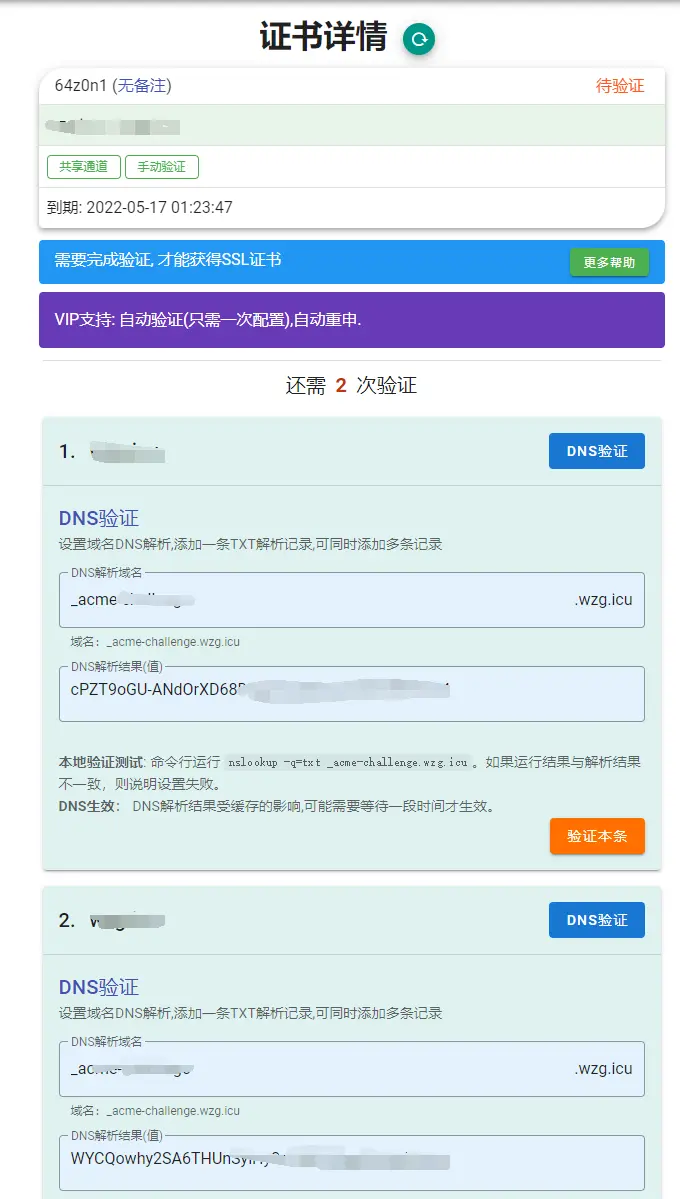 证书详情
64z0n1 (无备注)
待验证
共享通道 手动验证
到期: 2022-05-17 01:23:47
需要完成验证, 才能获得SSL证书
更多帮助
VIP支持: 自动验证(只需一次配置),自动重申.
还需 2 次验证
1.
DNS验证
DNS验证
设置域名DNS解析,添加一条TXT解析记录,可同时添加多条记录
DNS解析域名
_acme
.wzg.icu
域名: _acme-challenge.wzg.icu
DNS解析结果(值)
cPZT9oGU-ANdOrXD68
本地验证测试: 命令行运行 nslookup -q=txt _acme-challenge.wzg.icu 。如果运行结果与解析结果
不一致，则说明设置失败。
DNS生效： DNS解析结果受缓存的影响,可能需要等待一段时间才生效。
验证本条
2.
DNS验证
DNS验证
设置域名DNS解析,添加一条TXT解析记录,可同时添加多条记录
DNS解析域名
.wzg.icu
域名: _acme-challenge.wzg.icu
DNS解析结果(值)
WYCQowhy2SA6THUn